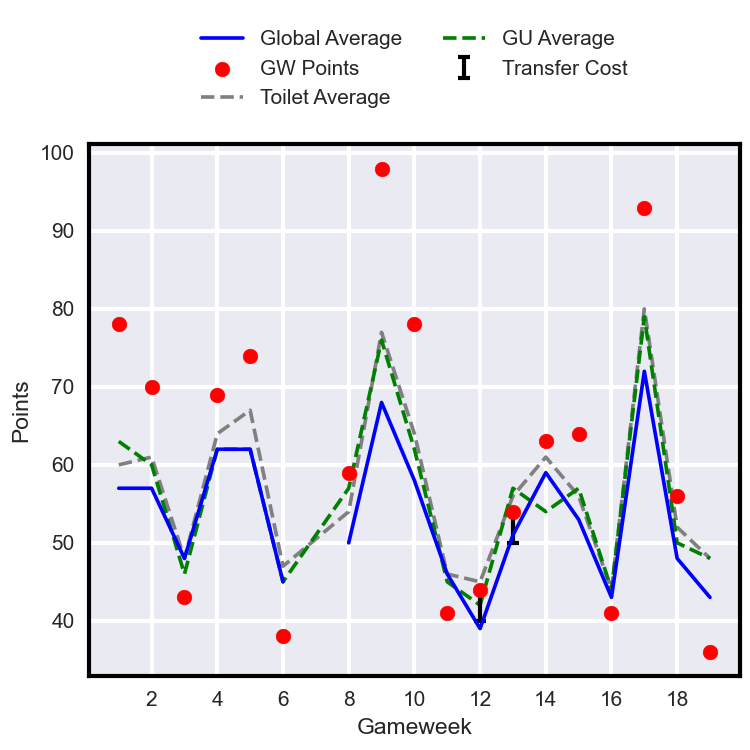 Global Average
GW Points
Toilet Average
GU Average
Transfer Cost
100
90
80
70
60
50
40
Points
2 4 6 8 10 12 14 16 18
Gameweek